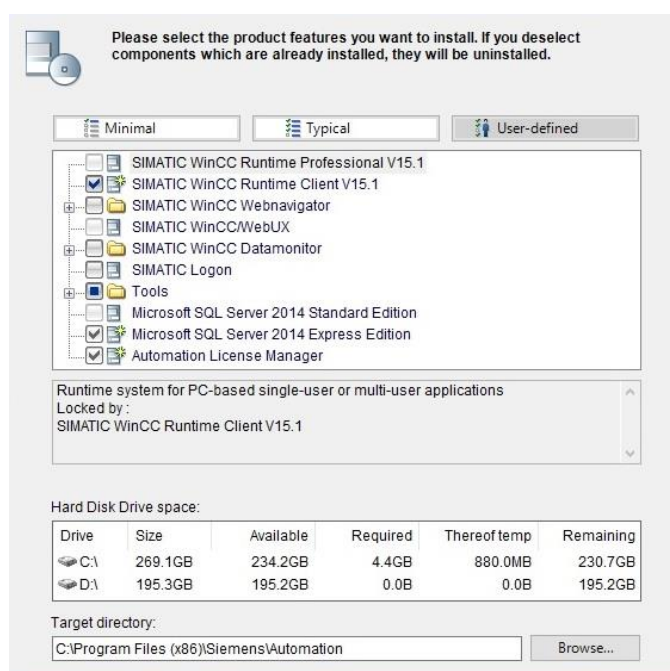 Please select the product features you want to install. If you deselect
components which are already installed, they will be uninstalled.
Minimal
Typical
User-defined
SIMATIC WinCC Runtime Professional V15.1
SIMATIC WinCC Runtime Client V15.1
SIMATIC WinCC Webnavigator
SIMATIC WinCC/WebUX
SIMATIC WinCC Datamonitor
SIMATIC Logon
Tools
Microsoft SQL Server 2014 Standard Edition
Microsoft SQL Server 2014 Express Edition
Automation License Manager
Runtime system for PC-based single-user or multi-user applications
Locked by :
SIMATIC WinCC Runtime Client V15.1
Hard Disk Drive space:
Drive Size Available Required Thereof temp Remaining
C:\ 269.1GB 234.2GB 4.4GB 880.0MB 230.7GB
D:\ 195.3GB 195.2GB 0.0B 0.0B 195.2GB
Target directory:
C:\Program Files (x86)\Siemens\Automation
Browse...